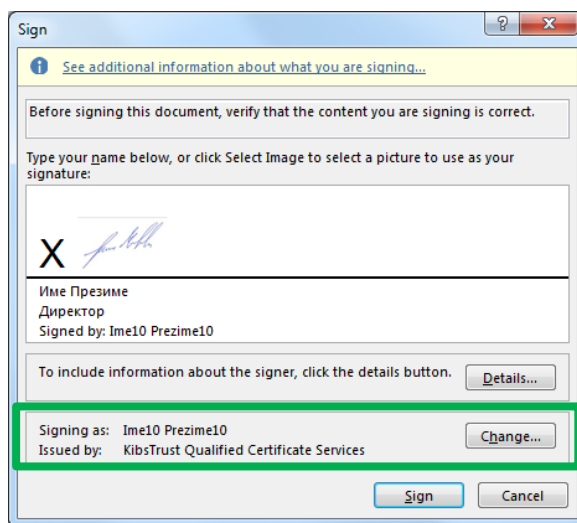 Sign
See additional information about what you are signing...
Before signing this document, verify that the content you are signing is correct.
Type your name below, or click Select Image to select a picture to use as your
signature:
X
Име Презиме
Директор
Signed by: Ime10 Prezime10
To include information about the signer, click the details button. Details...
Signing as: Ime10 Prezime10
Issued by: KibsTrust Qualified Certificate Services
Change...
Sign Cancel